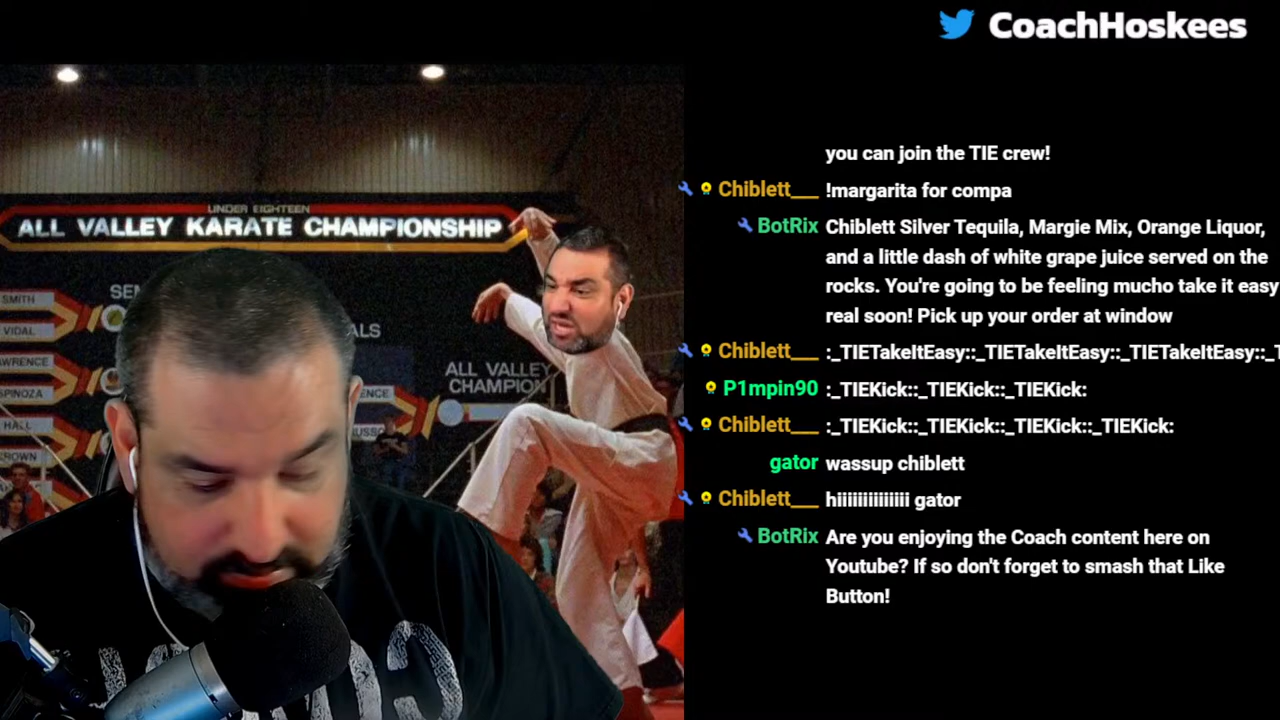 CoachHoskees
you can join the TIE crew!
Chiblett___ !margarita for compa
BotRix Chiblett Silver Tequila, Margie Mix, Orange Liquor,
and a little dash of white grape juice served on the
rocks. You're going to be feeling mucho take it easy
real soon! Pick up your order at window
Chiblett___ :_TIETakeItEasy::_TIETakeItEasy::_TIETakeItEasy::_T
P1mpin90 :_TIEKick::_TIEKick::_TIEKick:
Chiblett___ :_TIEKick::_TIEKick::_TIEKick::_TIEKick:
gator wassup chiblett
Chiblett___ hiiiiiiiiiiiiii gator
BotRix Are you enjoying the Coach content here on
Youtube? If so don't forget to smash that Like
Button!
UNDER EIGHTEEN
ALL VALLEY KARATE CHAMPIONSHIP
SMITH
VIDAL
ALS
ALL VALLEY
CHAMPION
HALL